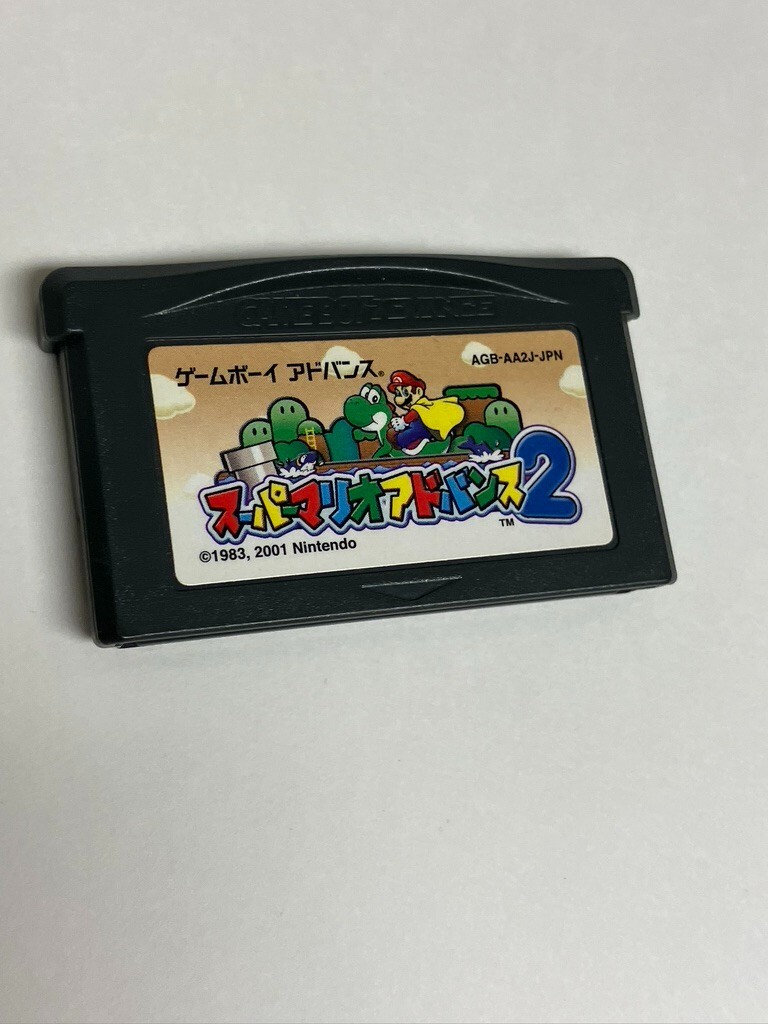 GAME BOY ADVANCE
ゲームボーイ アドバンス®
AGB-AA2J-JPN
スーパーマリオアドバンス2
™
©1983, 2001 Nintendo